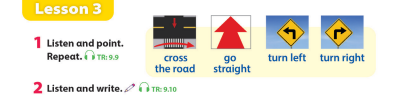 Lesson 3
1 Listen and point.
Repeat. TR: 9.9
cross
the road
go
straight
turn left
turn right
2 Listen and write. TR: 9.10